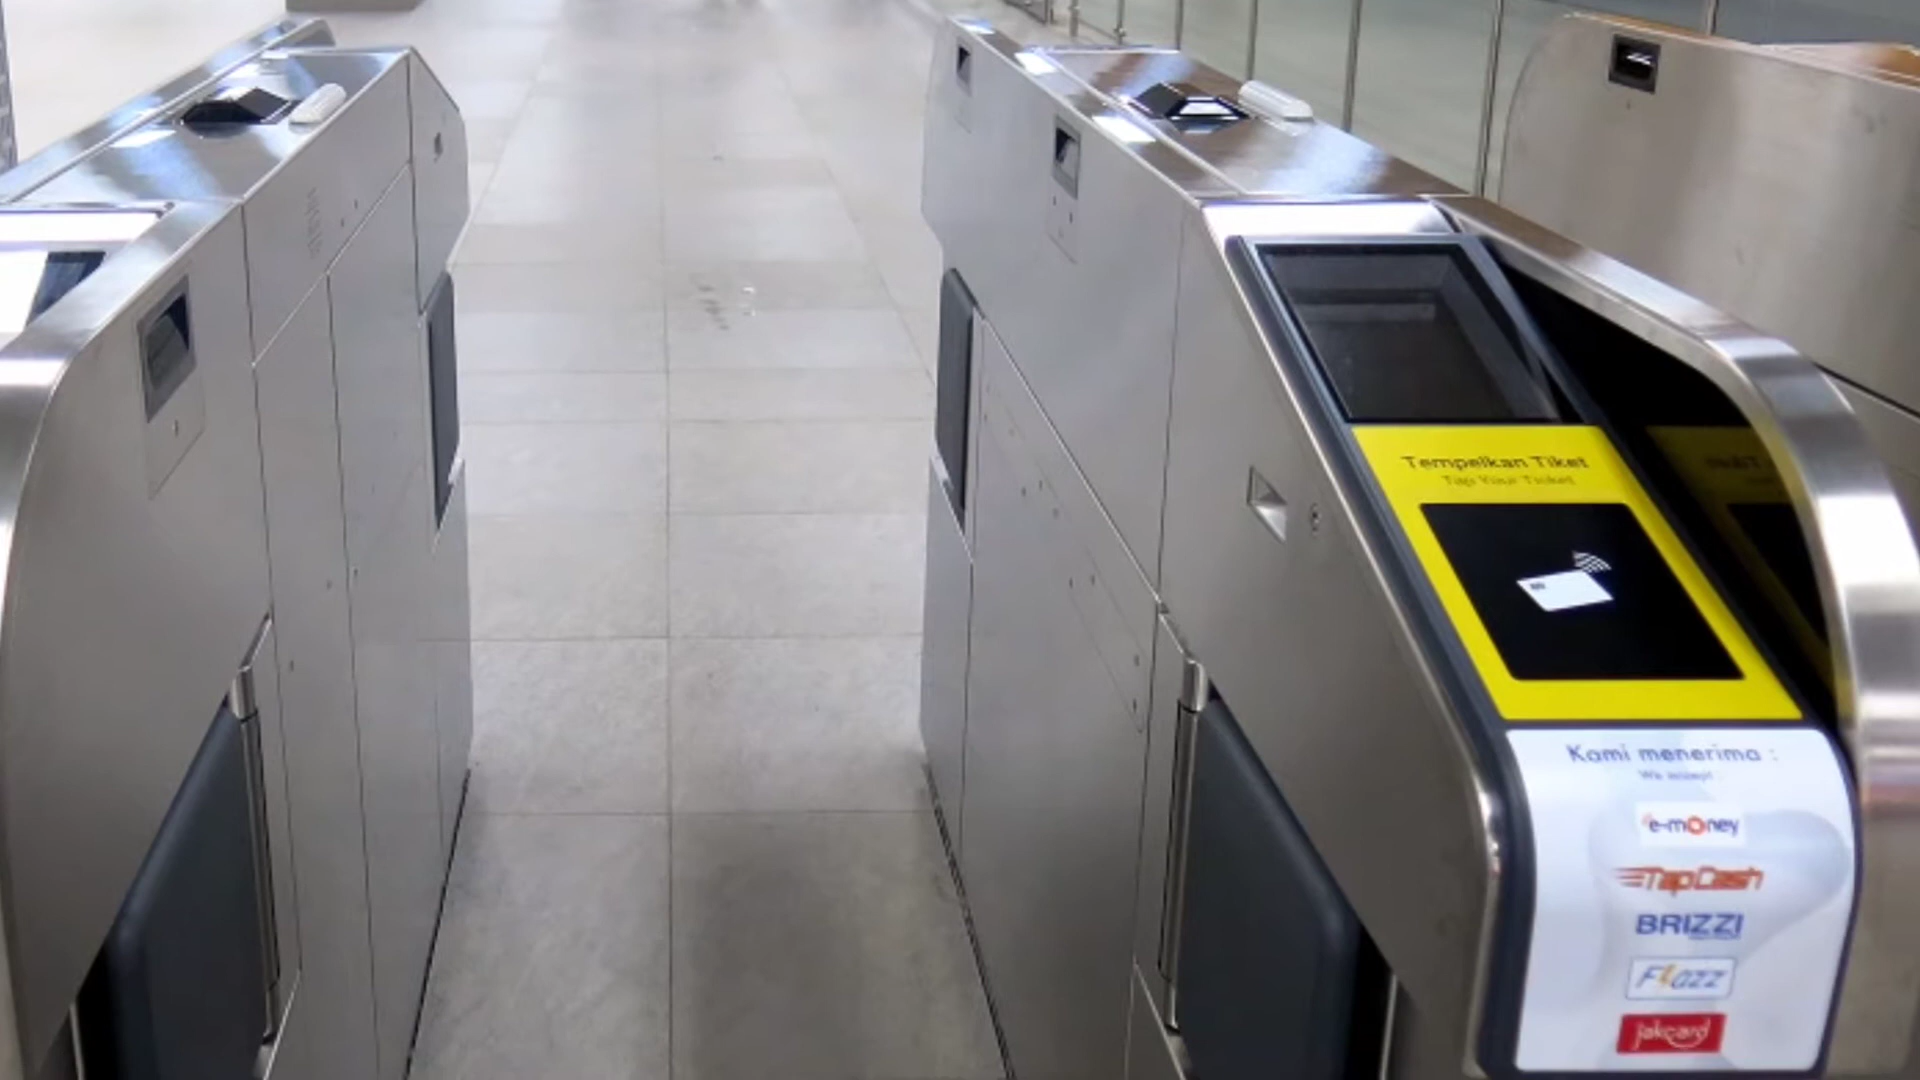 Tempelkan Tiket
Tap Your Ticket
Kami menerima :
We accept
e-money
TapCash
BRIZZI
Flazz
jakcard